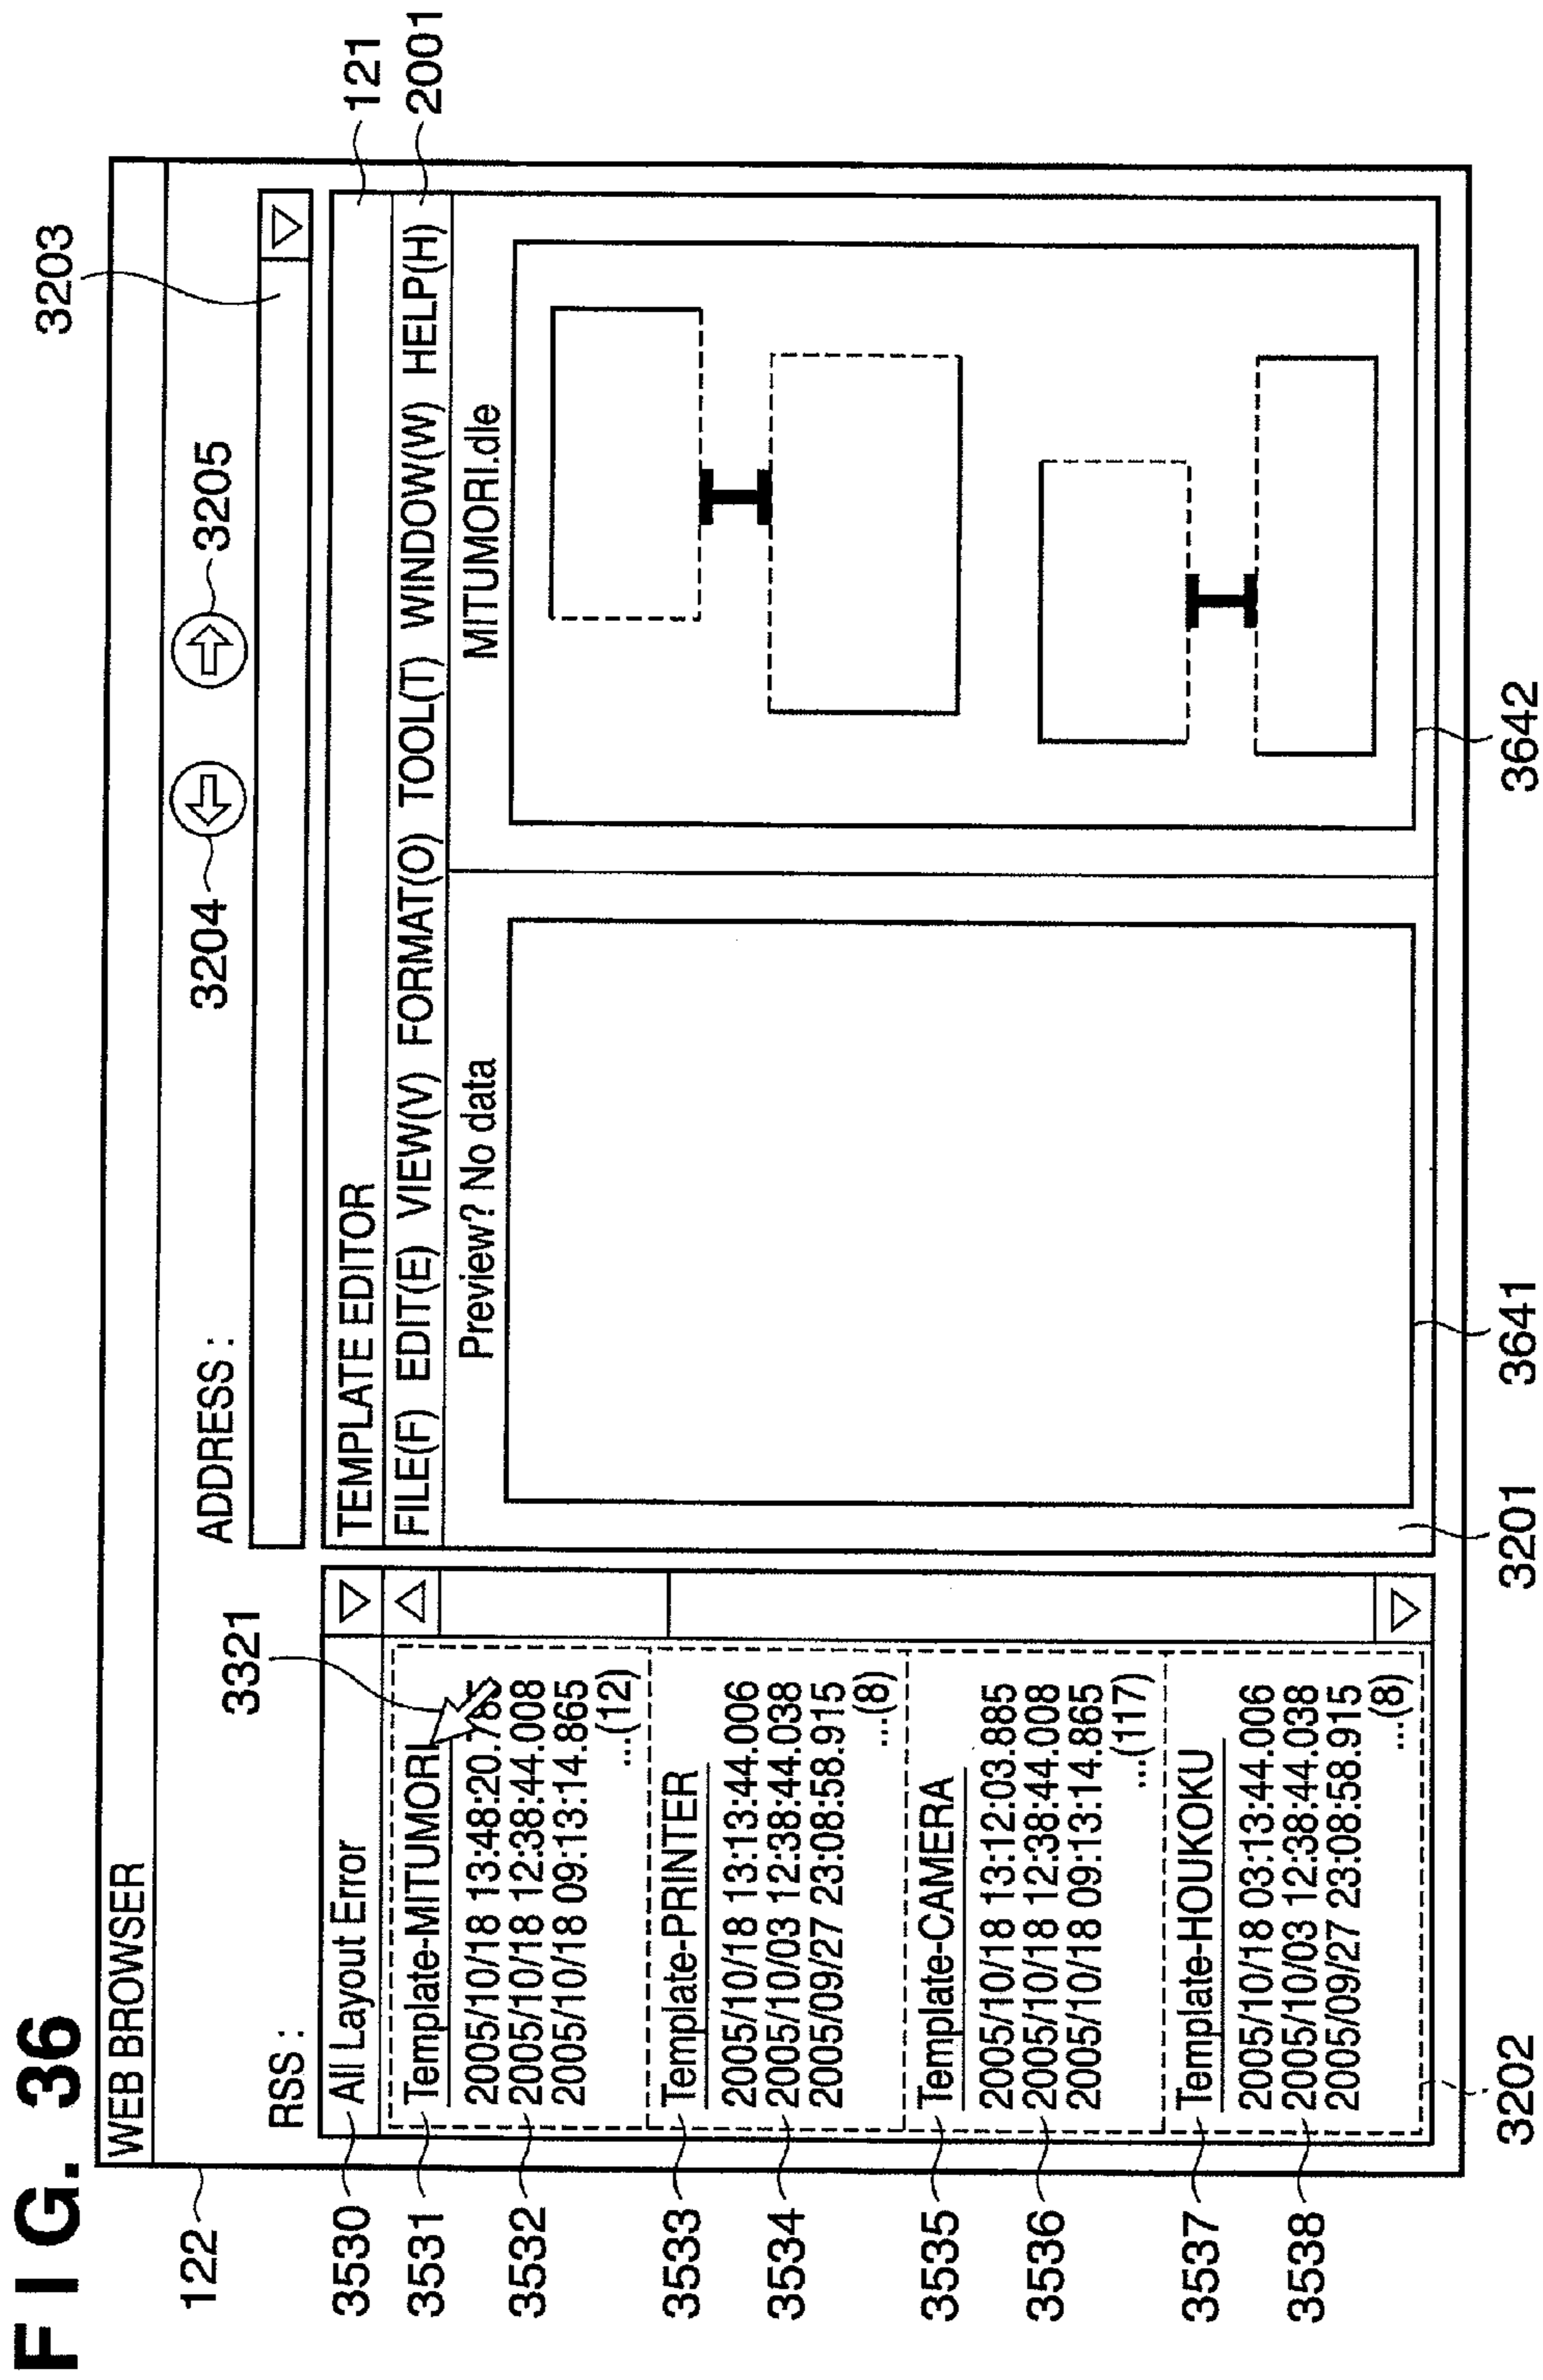 FIG. 36
122
WEB BROWSER
RSS :
ADDRESS :
3204
3205
3203
3321
3530
All Layout Error
3531
Template-MITUMORI
3532
2005/10/18 13:48:20.785
2005/10/18 12:38:44.008
2005/10/18 09:13:14.865
...(12)
3533
Template-PRINTER
3534
2005/10/18 13:13:44.006
2005/10/03 12:38:44.038
2005/09/27 23:08:58.915
...(8)
3535
Template-CAMERA
3536
2005/10/18 13:12:03.885
2005/10/18 12:38:44.008
2005/10/18 09:13:14.865
...(117)
3537
Template-HOUKOKU
3538
2005/10/18 03:13:44.006
2005/10/03 12:38:44.038
2005/09/27 23:08:58.915
...(8)
3202
TEMPLATE EDITOR
121
FILE(F) EDIT(E) VIEW(V) FORMAT(O) TOOL(T) WINDOW(W) HELP(H)
2001
Preview? No data
MITUMORI.dle
3201
3641
3642